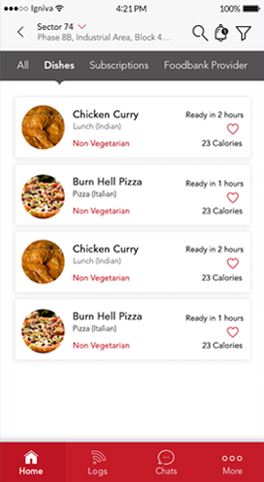 Igniva 4:21 PM 100%
Sector 74
Phase 8B, Industrial Area, Block 4....
All Dishes Subscriptions Foodbank Provider
Chicken Curry Ready in 2 hours
Lunch (Indian)
Non Vegetarian 23 Calories
Burn Hell Pizza Ready in 1 hours
Pizza (Italian)
Non Vegetarian 23 Calories
Chicken Curry Ready in 2 hours
Lunch (Indian)
Non Vegetarian 23 Calories
Burn Hell Pizza Ready in 1 hours
Pizza (Italian)
Non Vegetarian 23 Calories
Home Logs Chats More